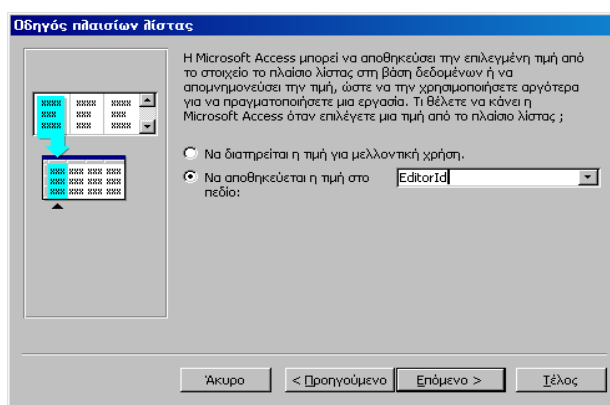 Οδηγός πλαισίων λίστας
Η Microsoft Access μπορεί να αποθηκεύσει την επιλεγμένη τιμή από
το στοιχείο το πλαίσιο λίστας στη βάση δεδομένων ή να
απομνημονεύσει την τιμή, ώστε να την χρησιμοποιήσετε αργότερα
για να πραγματοποιήσετε μια εργασία. Τι θέλετε να κάνει η
Microsoft Access όταν επιλέγετε μια τιμή από το πλαίσιο λίστας ;
Να διατηρείται η τιμή για μελλοντική χρήση.
Να αποθηκεύεται η τιμή στο EditorId
πεδίο:
Άκυρο < Προηγούμενο Επόμενο > Τέλος